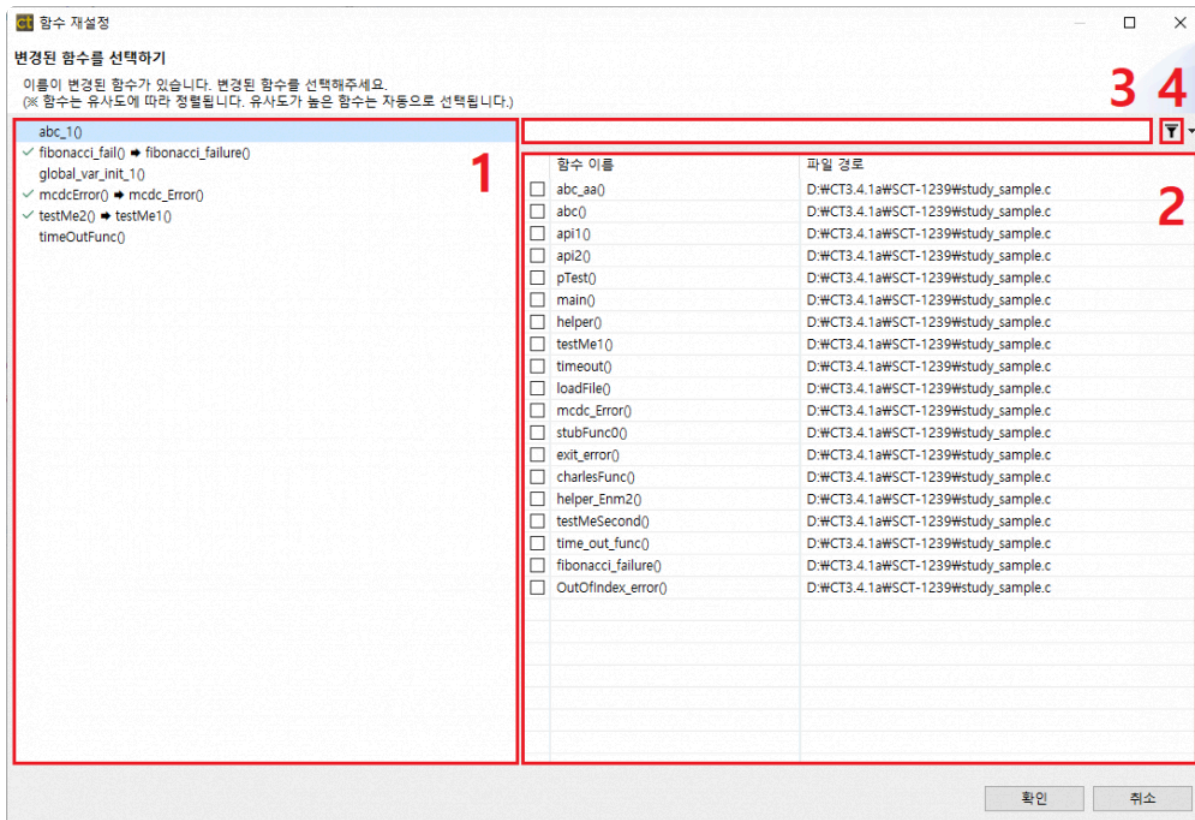 ct 함수 재설정
변경된 함수를 선택하기
이름이 변경된 함수가 있습니다. 변경된 함수를 선택해주세요.
(※ 함수는 유사도에 따라 정렬됩니다. 유사도가 높은 함수는 자동으로 선택됩니다.)
3 4
abc_1()
✓ fibonacci_fail() ➡ fibonacci_failure()
global_var_init_1()
✓ mcdcError() ➡ mcdc_Error()
✓ testMe2() ➡ testMe1()
timeOutFunc()
1
함수 이름 파일 경로
abc_aa() D:₩CT3.4.1a₩SCT-1239₩study_sample.c
abc() D:₩CT3.4.1a₩SCT-1239₩study_sample.c
api1() D:₩CT3.4.1a₩SCT-1239₩study_sample.c
api2() D:₩CT3.4.1a₩SCT-1239₩study_sample.c
pTest() D:₩CT3.4.1a₩SCT-1239₩study_sample.c
main() D:₩CT3.4.1a₩SCT-1239₩study_sample.c
helper() D:₩CT3.4.1a₩SCT-1239₩study_sample.c
testMe1() D:₩CT3.4.1a₩SCT-1239₩study_sample.c
timeout() D:₩CT3.4.1a₩SCT-1239₩study_sample.c
loadFile() D:₩CT3.4.1a₩SCT-1239₩study_sample.c
mcdc_Error() D:₩CT3.4.1a₩SCT-1239₩study_sample.c
stubFunc0() D:₩CT3.4.1a₩SCT-1239₩study_sample.c
exit_error() D:₩CT3.4.1a₩SCT-1239₩study_sample.c
charlesFunc() D:₩CT3.4.1a₩SCT-1239₩study_sample.c
helper_Enm2() D:₩CT3.4.1a₩SCT-1239₩study_sample.c
testMeSecond() D:₩CT3.4.1a₩SCT-1239₩study_sample.c
time_out_func() D:₩CT3.4.1a₩SCT-1239₩study_sample.c
fibonacci_failure() D:₩CT3.4.1a₩SCT-1239₩study_sample.c
OutOfIndex_error() D:₩CT3.4.1a₩SCT-1239₩study_sample.c
2
확인 취소